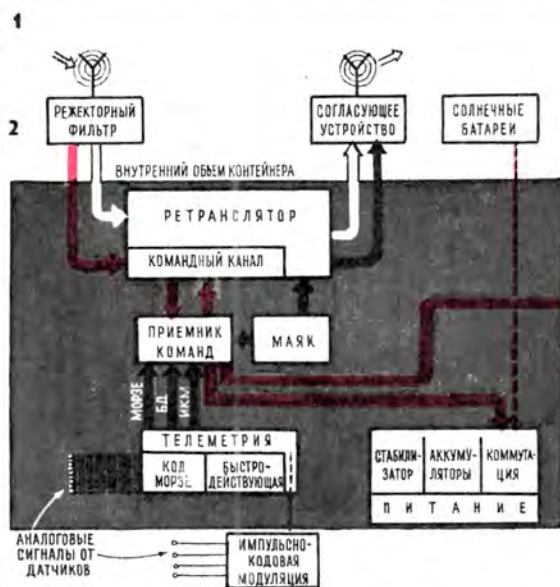 1
2
РЕЖЕКТОРНЫЙ
ФИЛЬТР
СОГЛАСУЮЩЕЕ
УСТРОЙСТВО
СОЛНЕЧНЫЕ
БАТАРЕИ
ВНУТРЕННИЙ ОБЪЕМ КОНТЕЙНЕРА
РЕТРАНСЛЯТОР
КОМАНДНЫЙ КАНАЛ
ПРИЕМНИК
КОМАНД
МАЯК
МОРЗЕ
БД
ИКМ
ТЕЛЕМЕТРИЯ
КОД
МОРЗЕ
БЫСТРО-
ДЕЙСТВУЮЩАЯ
СТАБИЛИ-
ЗАТОР
АККУМУ-
ЛЯТОРЫ
КОММУТА-
ЦИЯ
ПИТАНИЕ
АНАЛОГОВЫЕ
СИГНАЛЫ ОТ
ДАТЧИКОВ
ИМПУЛЬСНО-
КОДОВАЯ
МОДУЛЯЦИЯ